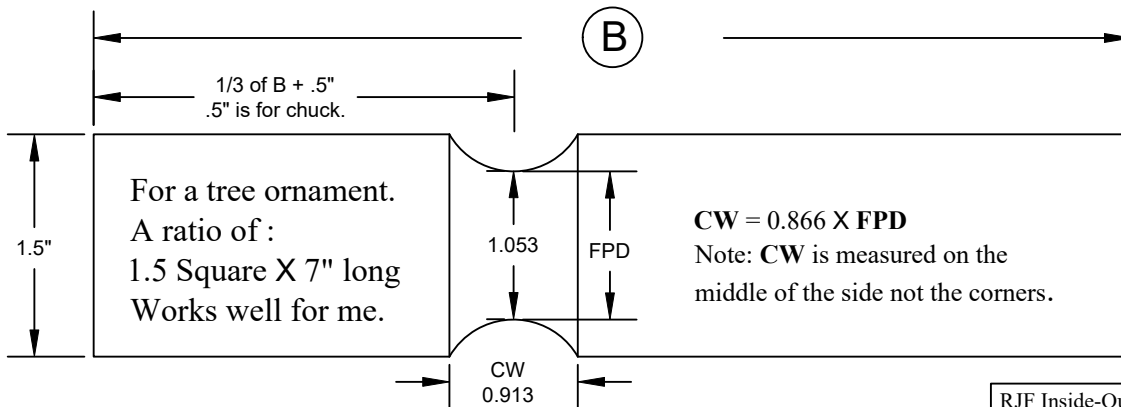 B
1/3 of B + .5"
.5" is for chuck.
For a tree ornament.
A ratio of :
1.5 Square X 7" long
Works well for me.
1.5"
1.053
FPD
CW = 0.866 X FPD
Note: CW is measured on the
middle of the side not the corners.
CW
0.913
RJF Inside-Ou